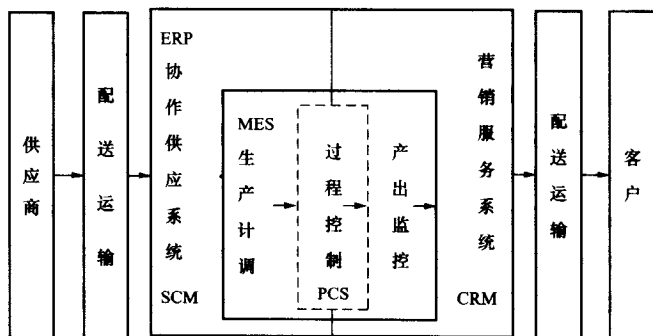 供应商
配送运输
ERP
协作供应系统
SCM
MES
生产计调
过程控制
PCS
产出监控
营销服务系统
CRM
配送运输
客户